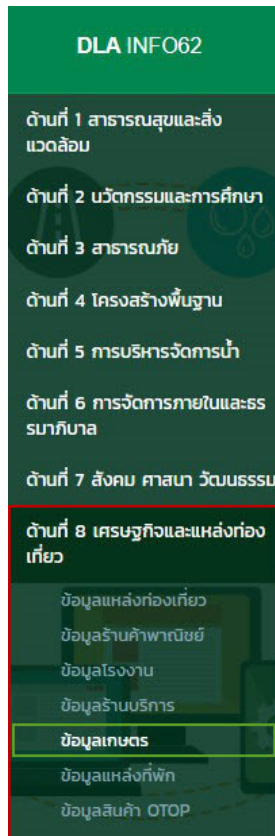 DLA INFO62
ด้านที่ 1 สาธารณสุขและสิ่ง
แวดล้อม
ด้านที่ 2 นวัตกรรมและการศึกษา
ด้านที่ 3 สาธารณภัย
ด้านที่ 4 โครงสร้างพื้นฐาน
ด้านที่ 5 การบริหารจัดการน้ำ
ด้านที่ 6 การจัดการภายในและธร
รมาภิบาล
ด้านที่ 7 สังคม ศาสนา วัฒนธรรม
ด้านที่ 8 เศรษฐกิจและแหล่งท่อง
เที่ยว
ข้อมูลแหล่งท่องเที่ยว
ข้อมูลร้านค้าพาณิชย์
ข้อมูลโรงงาน
ข้อมูลร้านบริการ
ข้อมูลเกษตร
ข้อมูลแหล่งที่พัก
ข้อมูลสินค้า OTOP